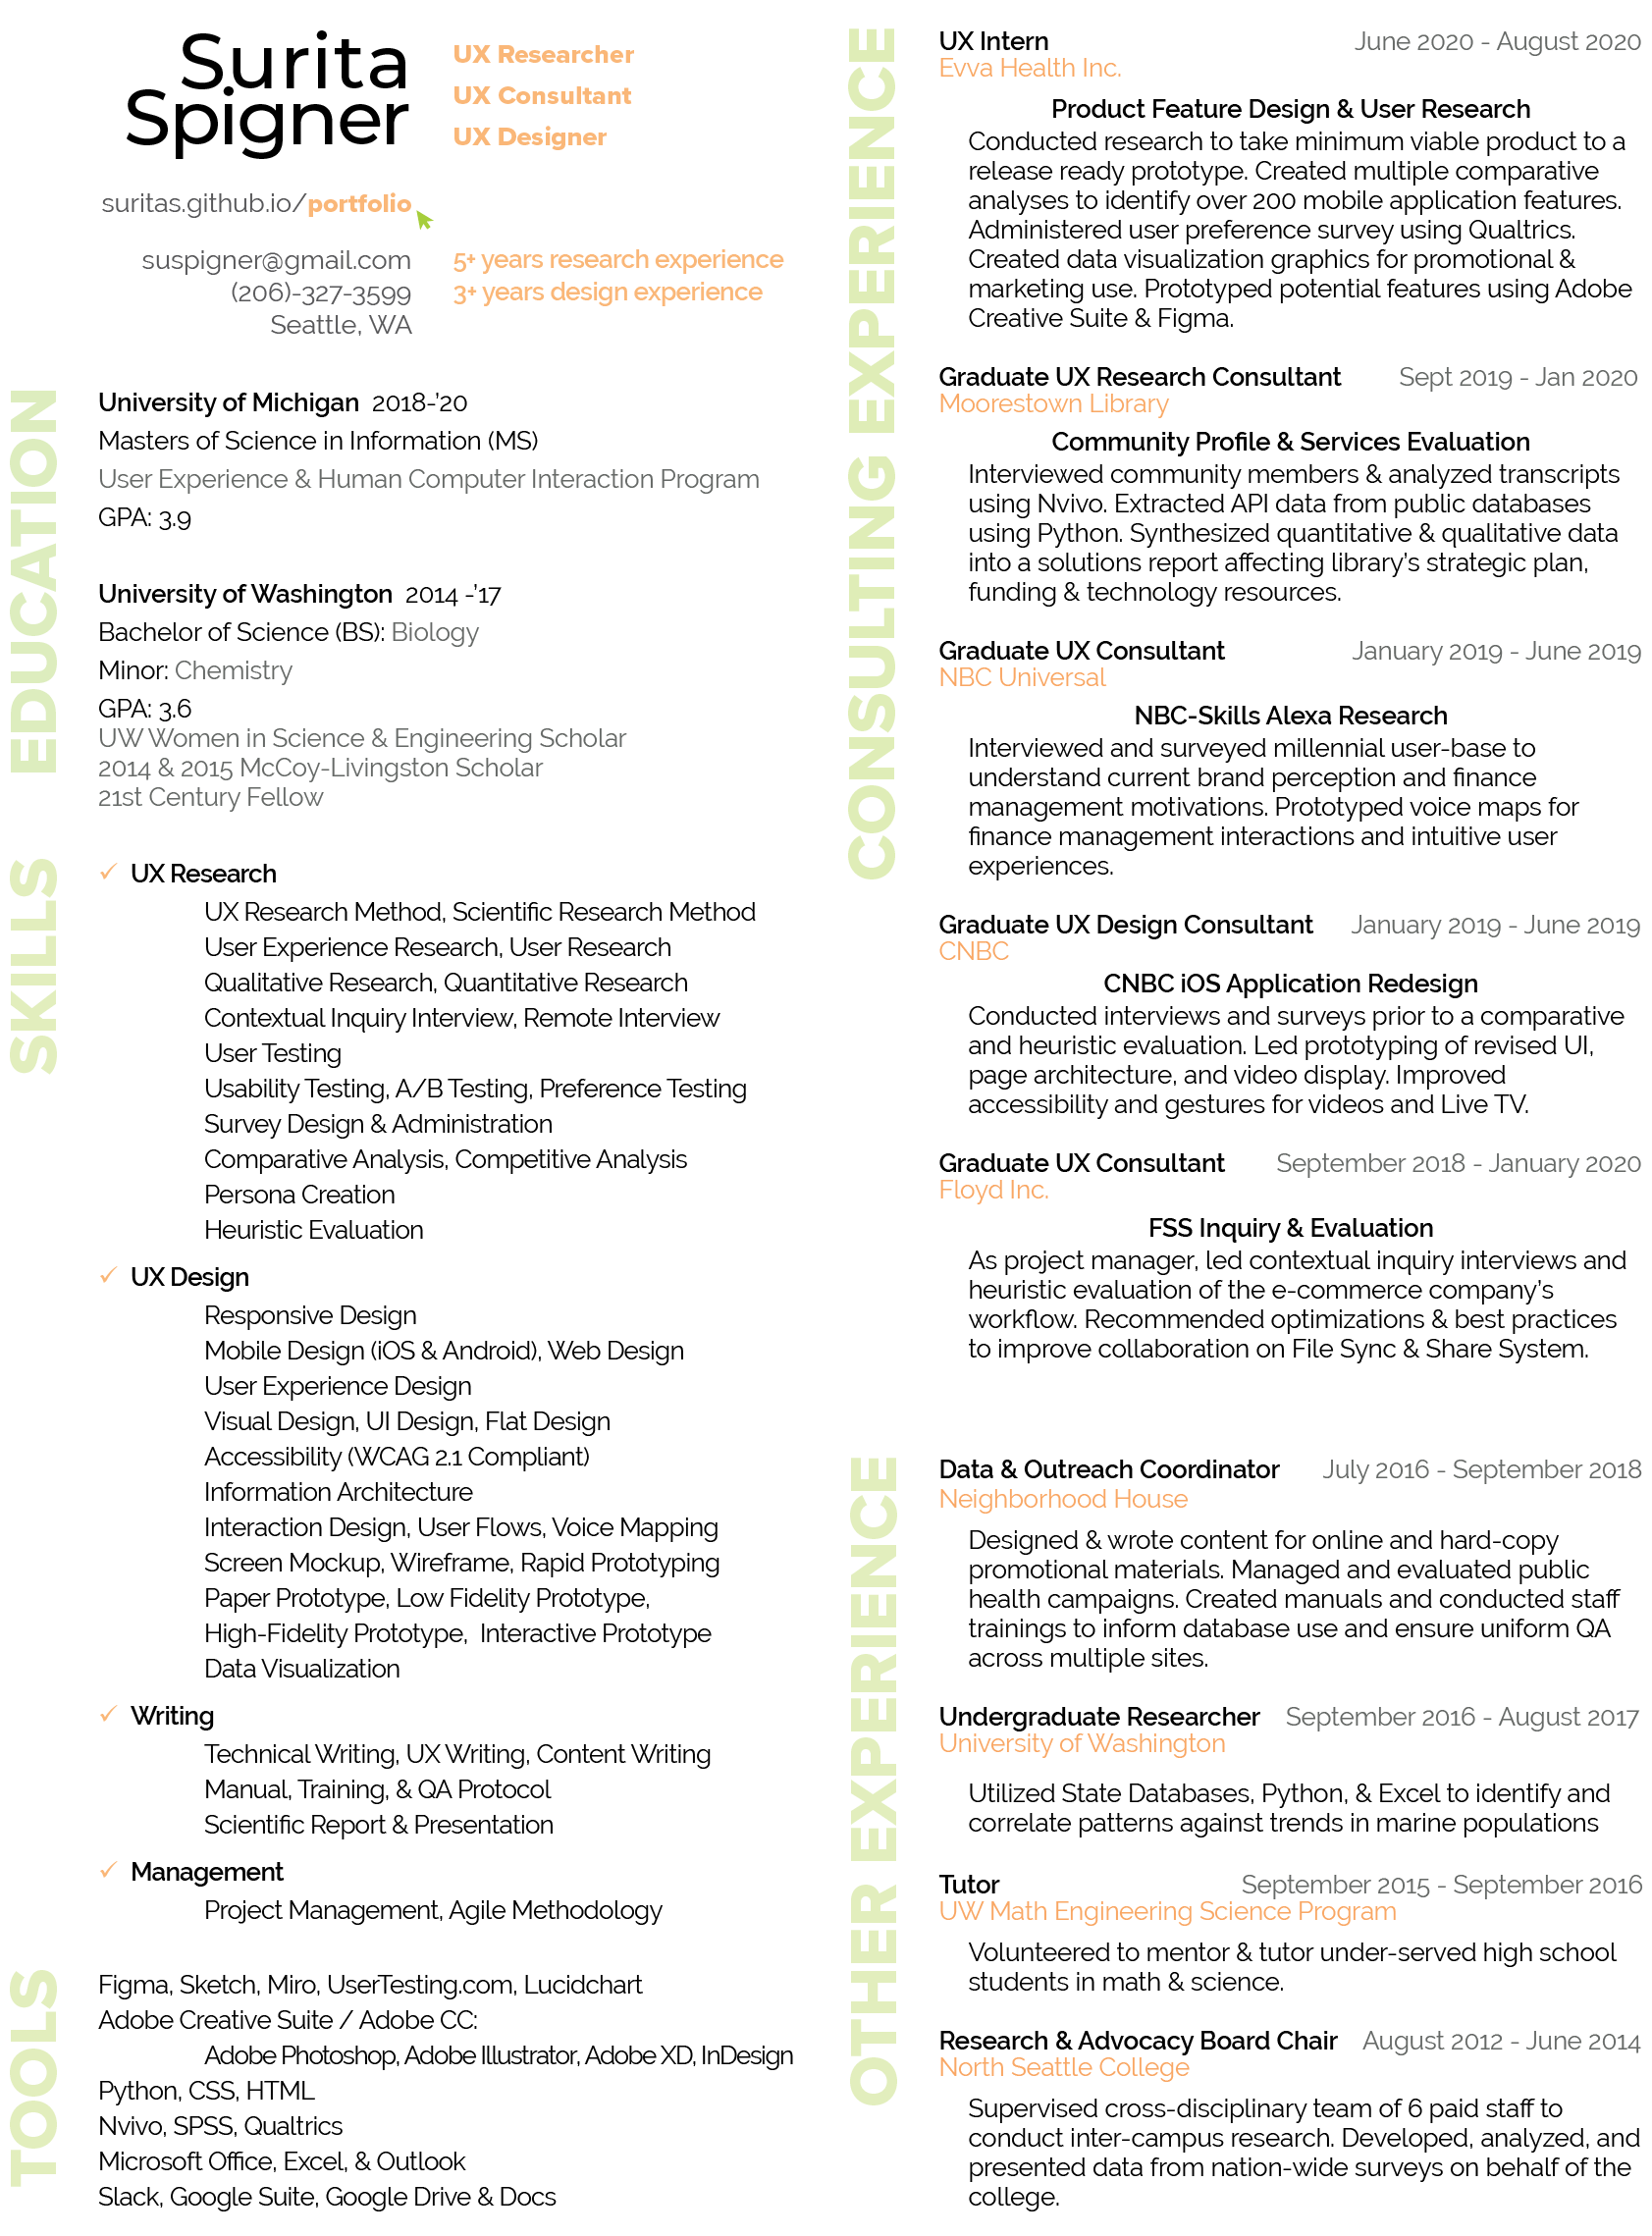 Surita
Spigner
UX Researcher
UX Consultant
UX Designer
suritas.github.io/portfolio
suspigner@gmail.com
(206)-327-3599
Seattle, WA
5+ years research experience
3+ years design experience
EDUCATION
University of Michigan 2018-’20
Masters of Science in Information (MS)
User Experience & Human Computer Interaction Program
GPA: 3.9
University of Washington 2014 -’17
Bachelor of Science (BS): Biology
Minor: Chemistry
GPA: 3.6
UW Women in Science & Engineering Scholar
2014 & 2015 McCoy-Livingston Scholar
21st Century Fellow
SKILLS
✓ UX Research
UX Research Method, Scientific Research Method
User Experience Research, User Research
Qualitative Research, Quantitative Research
Contextual Inquiry Interview, Remote Interview
User Testing
Usability Testing, A/B Testing, Preference Testing
Survey Design & Administration
Comparative Analysis, Competitive Analysis
Persona Creation
Heuristic Evaluation
✓ UX Design
Responsive Design
Mobile Design (iOS & Android), Web Design
User Experience Design
Visual Design, UI Design, Flat Design
Accessibility (WCAG 2.1 Compliant)
Information Architecture
Interaction Design, User Flows, Voice Mapping
Screen Mockup, Wireframe, Rapid Prototyping
Paper Prototype, Low Fidelity Prototype,
High-Fidelity Prototype, Interactive Prototype
Data Visualization
✓ Writing
Technical Writing, UX Writing, Content Writing
Manual, Training, & QA Protocol
Scientific Report & Presentation
✓ Management
Project Management, Agile Methodology
TOOLS
Figma, Sketch, Miro, UserTesting.com, Lucidchart
Adobe Creative Suite / Adobe CC:
Adobe Photoshop, Adobe Illustrator, Adobe XD, InDesign
Python, CSS, HTML
Nvivo, SPSS, Qualtrics
Microsoft Office, Excel, & Outlook
Slack, Google Suite, Google Drive & Docs
CONSULTING EXPERIENCE
UX Intern June 2020 - August 2020
Evva Health Inc.
Product Feature Design & User Research
Conducted research to take minimum viable product to a
release ready prototype. Created multiple comparative
analyses to identify over 200 mobile application features.
Administered user preference survey using Qualtrics.
Created data visualization graphics for promotional &
marketing use. Prototyped potential features using Adobe
Creative Suite & Figma.
Graduate UX Research Consultant Sept 2019 - Jan 2020
Moorestown Library
Community Profile & Services Evaluation
Interviewed community members & analyzed transcripts
using Nvivo. Extracted API data from public databases
using Python. Synthesized quantitative & qualitative data
into a solutions report affecting library’s strategic plan,
funding & technology resources.
Graduate UX Consultant January 2019 - June 2019
NBC Universal
NBC-Skills Alexa Research
Interviewed and surveyed millennial user-base to
understand current brand perception and finance
management motivations. Prototyped voice maps for
finance management interactions and intuitive user
experiences.
Graduate UX Design Consultant January 2019 - June 2019
CNBC
CNBC iOS Application Redesign
Conducted interviews and surveys prior to a comparative
and heuristic evaluation. Led prototyping of revised UI,
page architecture, and video display. Improved
accessibility and gestures for videos and Live TV.
Graduate UX Consultant September 2018 - January 2020
Floyd Inc.
FSS Inquiry & Evaluation
As project manager, led contextual inquiry interviews and
heuristic evaluation of the e-commerce company’s
workflow. Recommended optimizations & best practices
to improve collaboration on File Sync & Share System.
OTHER EXPERIENCE
Data & Outreach Coordinator July 2016 - September 2018
Neighborhood House
Designed & wrote content for online and hard-copy
promotional materials. Managed and evaluated public
health campaigns. Created manuals and conducted staff
trainings to inform database use and ensure uniform QA
across multiple sites.
Undergraduate Researcher September 2016 - August 2017
University of Washington
Utilized State Databases, Python, & Excel to identify and
correlate patterns against trends in marine populations
Tutor September 2015 - September 2016
UW Math Engineering Science Program
Volunteered to mentor & tutor under-served high school
students in math & science.
Research & Advocacy Board Chair August 2012 - June 2014
North Seattle College
Supervised cross-disciplinary team of 6 paid staff to
conduct inter-campus research. Developed, analyzed, and
presented data from nation-wide surveys on behalf of the
college.